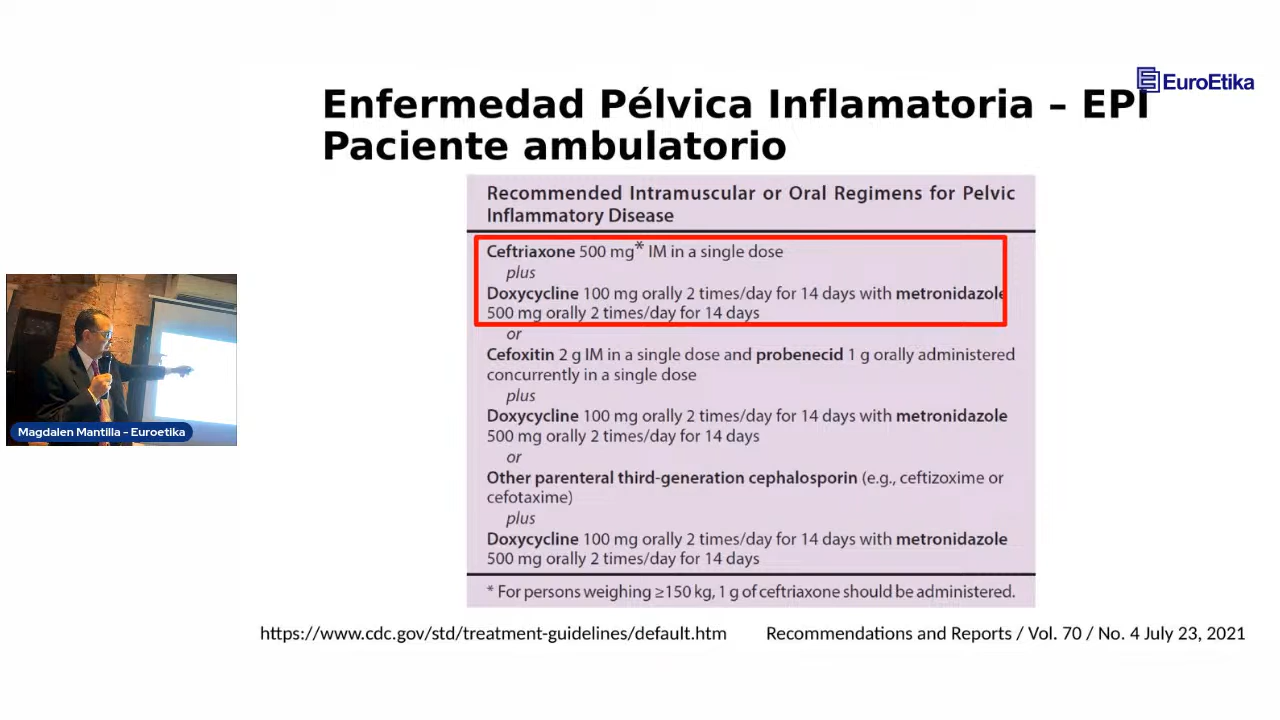 EuroEtika
Enfermedad Pélvica Inflamatoria – EPI
Paciente ambulatorio
Recommended Intramuscular or Oral Regimens for Pelvic
Inflammatory Disease
Ceftriaxone 500 mg* IM in a single dose
plus
Doxycycline 100 mg orally 2 times/day for 14 days with metronidazole
500 mg orally 2 times/day for 14 days
or
Cefoxitin 2 g IM in a single dose and probenecid 1 g orally administered
concurrently in a single dose
plus
Doxycycline 100 mg orally 2 times/day for 14 days with metronidazole
500 mg orally 2 times/day for 14 days
or
Other parenteral third-generation cephalosporin (e.g., ceftizoxime or
cefotaxime)
plus
Doxycycline 100 mg orally 2 times/day for 14 days with metronidazole
500 mg orally 2 times/day for 14 days
* For persons weighing ≥150 kg, 1 g of ceftriaxone should be administered.
https://www.cdc.gov/std/treatment-guidelines/default.htm
Recommendations and Reports / Vol. 70 / No. 4 July 23, 2021
Magdalen Mantilla - Euroetika